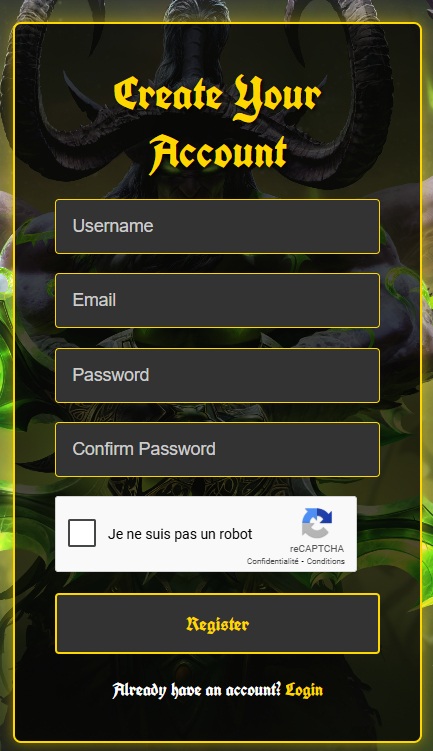 Create Your
Account
Username
Email
Password
Confirm Password
Je ne suis pas un robot
reCAPTCHA
Confidentialité - Conditions
Register
Already have an account? Login